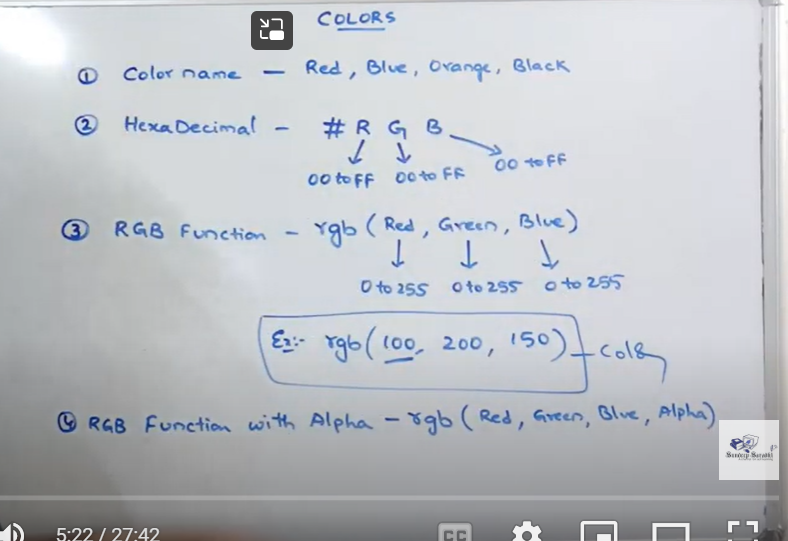 COLORS
① Color name – Red, Blue, Orange, Black
② HexaDecimal – # R G B
00 to FF 00 to FF 00 to FF
③ RGB Function – rgb (Red, Green, Blue)
0 to 255 0 to 255 0 to 255
Ex:- rgb(100, 200, 150) – Color
④ RGB Function with Alpha – rgb (Red, Green, Blue, Alpha)
5:22 / 27:42
CC